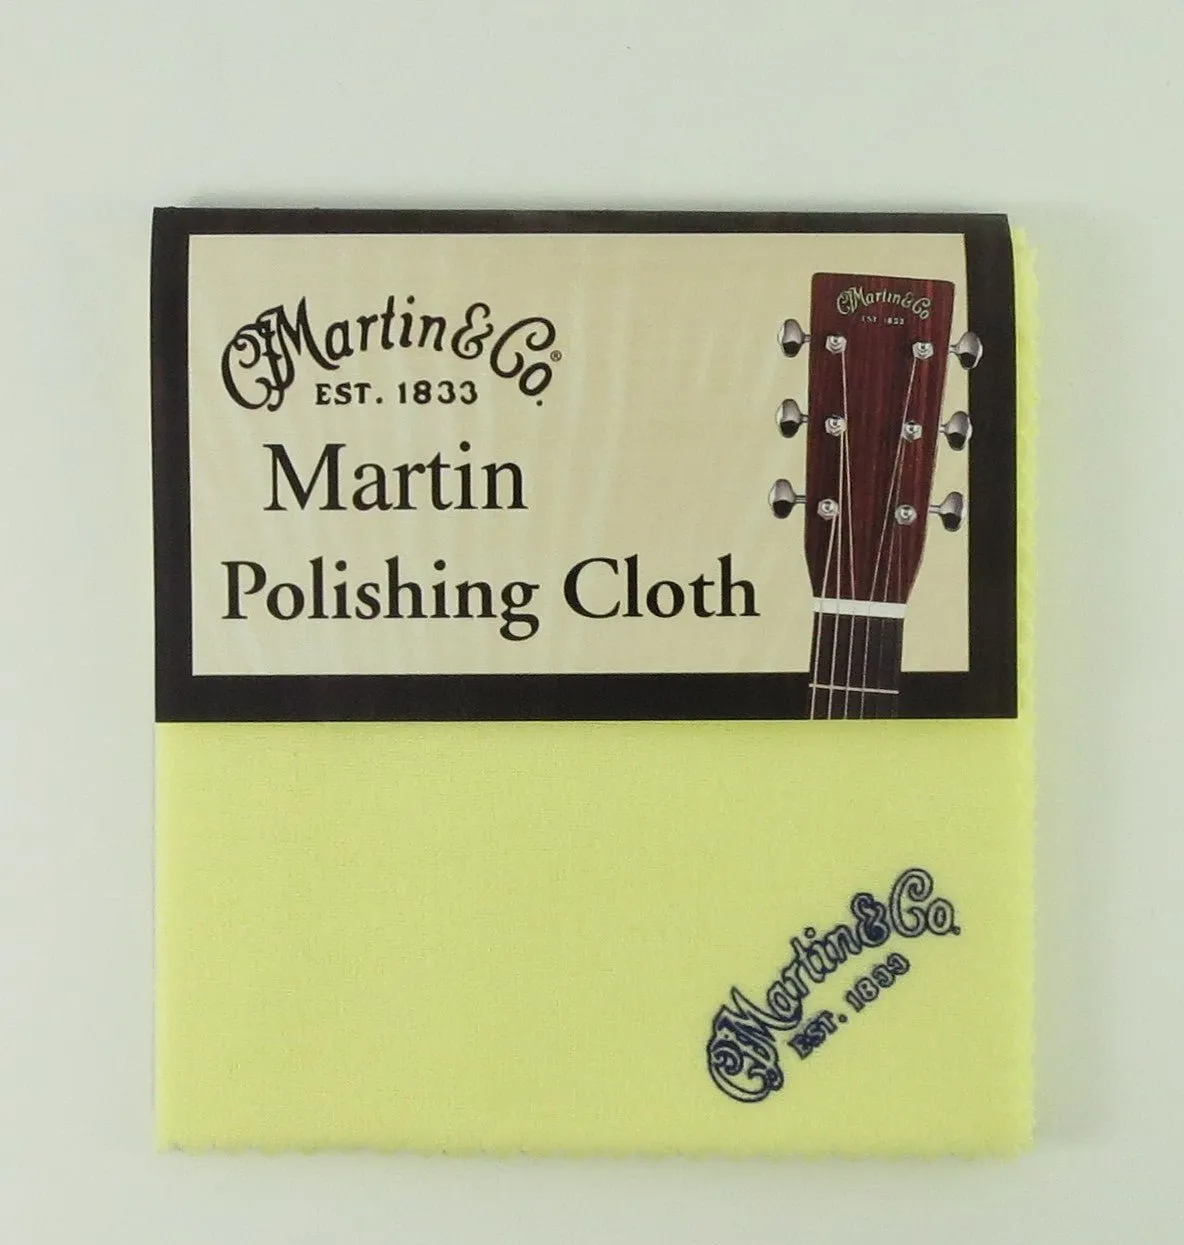 CFMartin & Co®
EST. 1833
Martin
Polishing Cloth
CFMartin & Co
EST 1833
CFMartin & Co.
EST. 1833